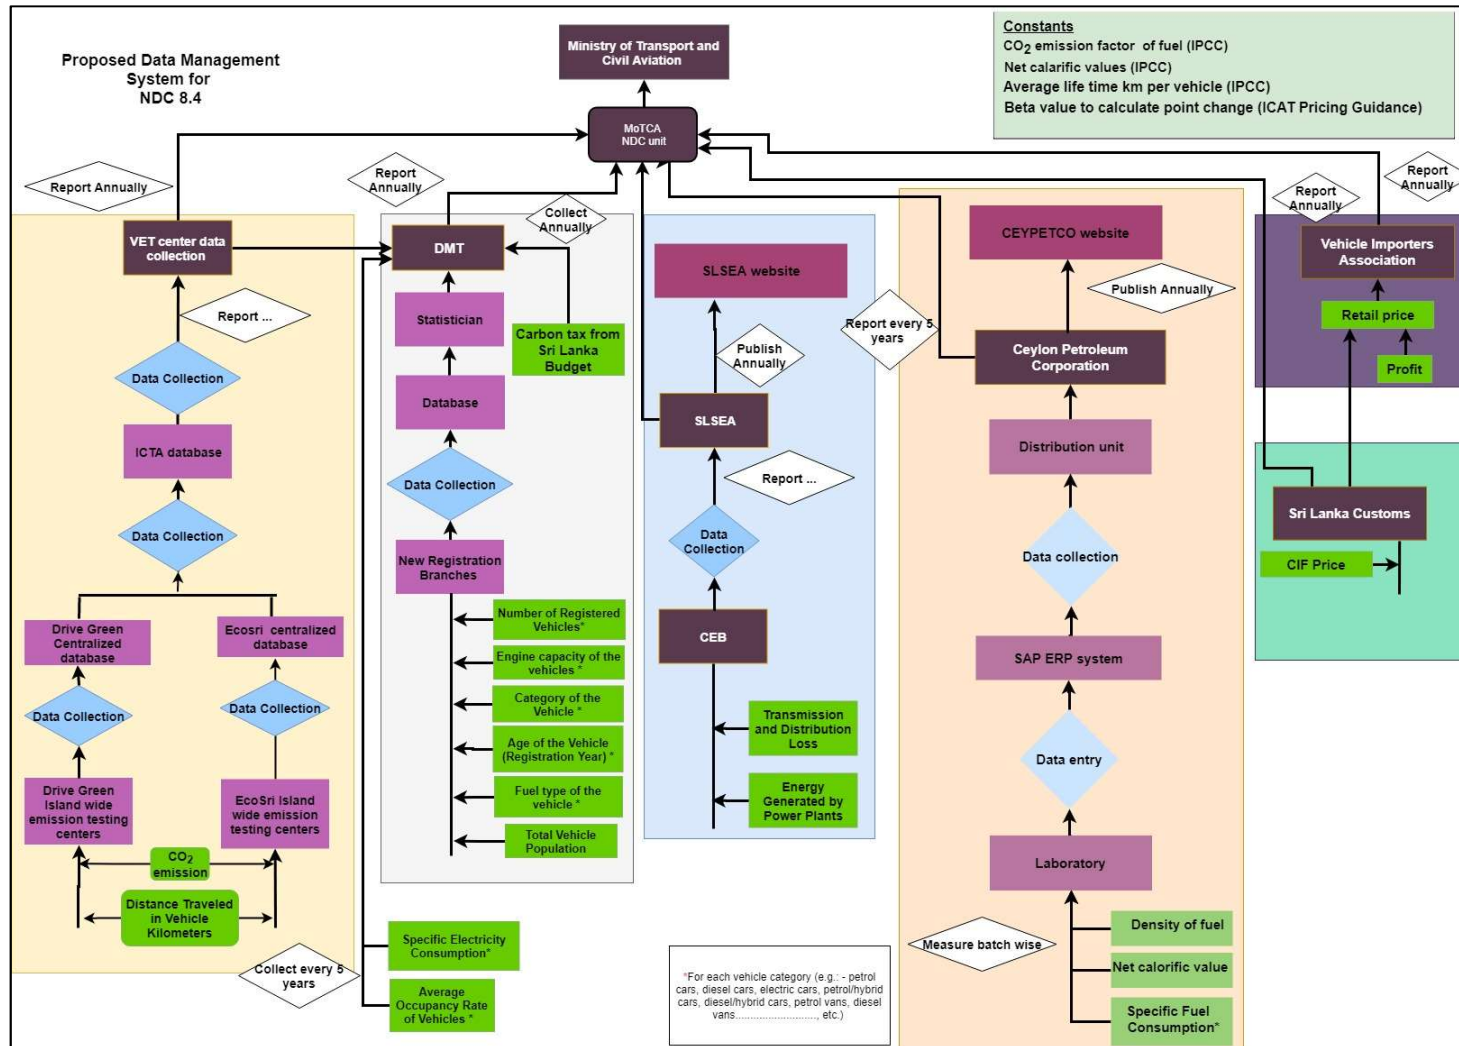 Proposed Data Management
System for
NDC 8.4
Ministry of Transport and
Civil Aviation
MoTCA
NDC unit
Constants
CO2 emission factor of fuel (IPCC)
Net calarific values (IPCC)
Average life time km per vehicle (IPCC)
Beta value to calculate point change (ICAT Pricing Guidance)
Report Annually
VET center data
collection
Report ...
Data Collection
ICTA database
Data Collection
Drive Green
Centralized
database
Ecosri centralized
database
Data Collection
Data Collection
Drive Green
Island wide
emission testing
centers
EcoSri Island
wide emission
testing centers
CO2
emission
Distance Traveled
in Vehicle
Kilometers
Report
Annually
Collect
Annually
DMT
Statistician
Carbon tax from
Sri Lanka
Budget
Database
Data Collection
New Registration
Branches
Number of Registered
Vehicles*
Engine capacity of the
vehicles *
Category of the
Vehicle *
Age of the Vehicle
(Registration Year) *
Fuel type of the
vehicle *
Total Vehicle
Population
Collect every 5
years
Specific Electricity
Consumption*
Average
Occupancy Rate
of Vehicles *
SLSEA website
Publish
Annually
SLSEA
Report ...
Data
Collection
CEB
Transmission
and Distribution
Loss
Energy
Generated by
Power Plants
*For each vehicle category (e.g.: - petrol
cars, diesel cars, electric cars, petrol/hybrid
cars, diesel/hybrid cars, petrol vans, diesel
vans..........................., etc.)
CEYPETCO website
Publish Annually
Report every 5
years
Ceylon Petroleum
Corporation
Distribution unit
Data collection
SAP ERP system
Data entry
Laboratory
Measure batch wise
Density of fuel
Net calorific value
Specific Fuel
Consumption*
Report
Annually
Report
Annually
Vehicle Importers
Association
Retail price
Profit
Sri Lanka Customs
CIF Price